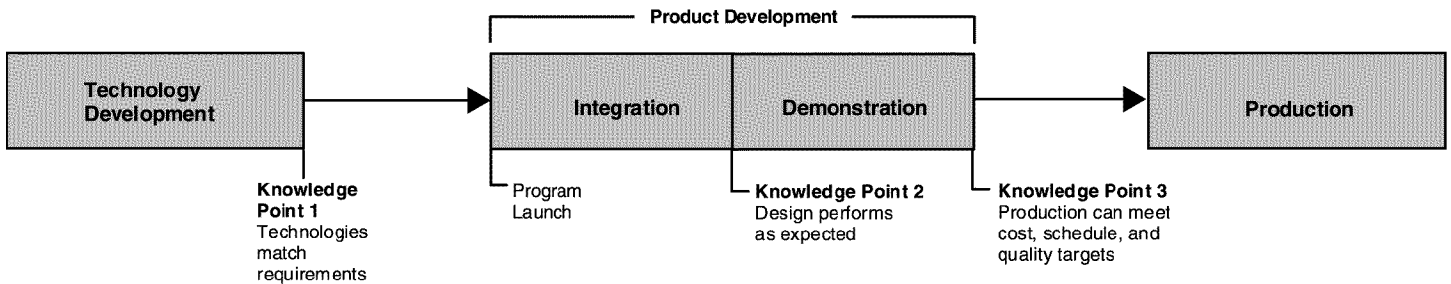 Product Development
Technology
Development
Integration
Demonstration
Production
Knowledge
Point 1
Technologies
match
requirements
Program
Launch
Knowledge Point 2
Design performs
as expected
Knowledge Point 3
Production can meet
cost, schedule, and
quality targets